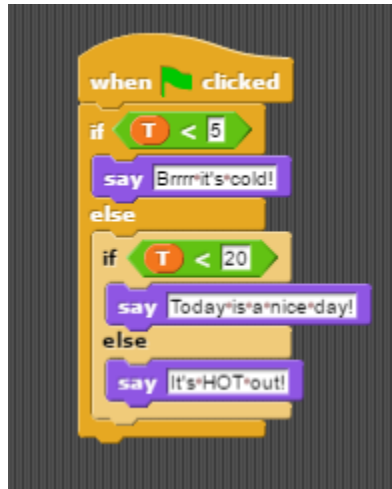 when clicked
if T < 5
say Brrrr it's cold!
else
if T < 20
say Today is a nice day!
else
say It's HOT out!